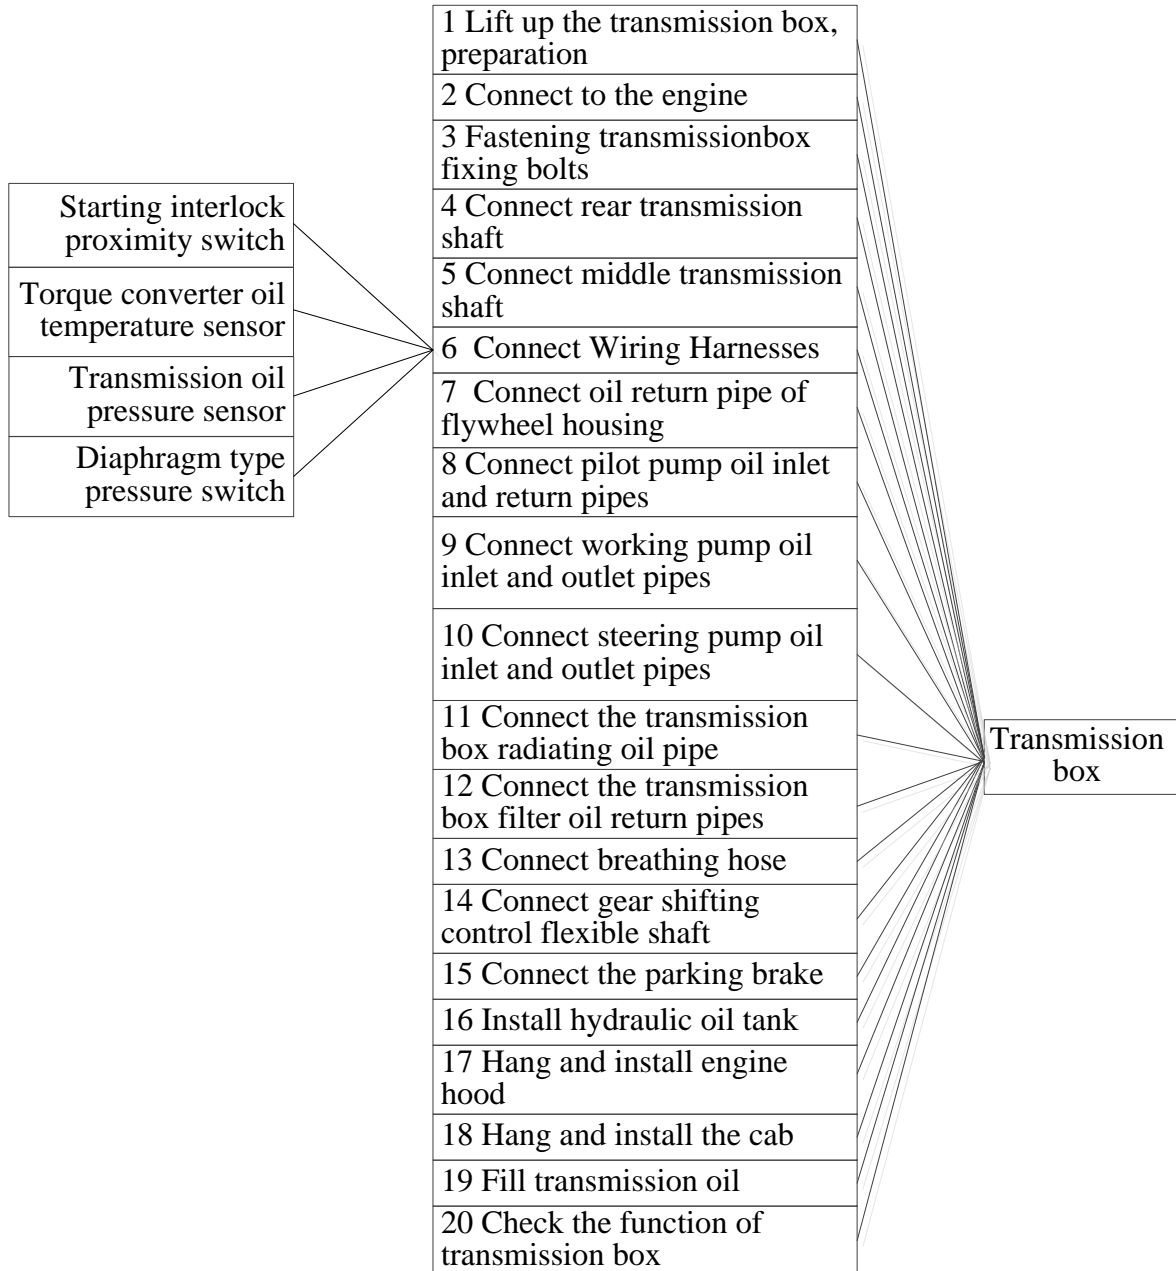 1 Lift up the transmission box,
preparation
2 Connect to the engine
3 Fastening transmissionbox
fixing bolts
4 Connect rear transmission
shaft
5 Connect middle transmission
shaft
6  Connect Wiring Harnesses
7  Connect oil return pipe of
flywheel housing
8 Connect pilot pump oil inlet
and return pipes
9 Connect working pump oil
inlet and outlet pipes
10 Connect steering pump oil
inlet and outlet pipes
11 Connect the transmission
box radiating oil pipe
12 Connect the transmission
box filter oil return pipes
13 Connect breathing hose
14 Connect gear shifting
control flexible shaft
15 Connect the parking brake
16 Install hydraulic oil tank
17 Hang and install engine
hood
18 Hang and install the cab
19 Fill transmission oil
20 Check the function of
transmission box
Starting interlock
proximity switch
Torque converter oil
temperature sensor
Transmission oil
pressure sensor
Diaphragm type
pressure switch
Transmission
box